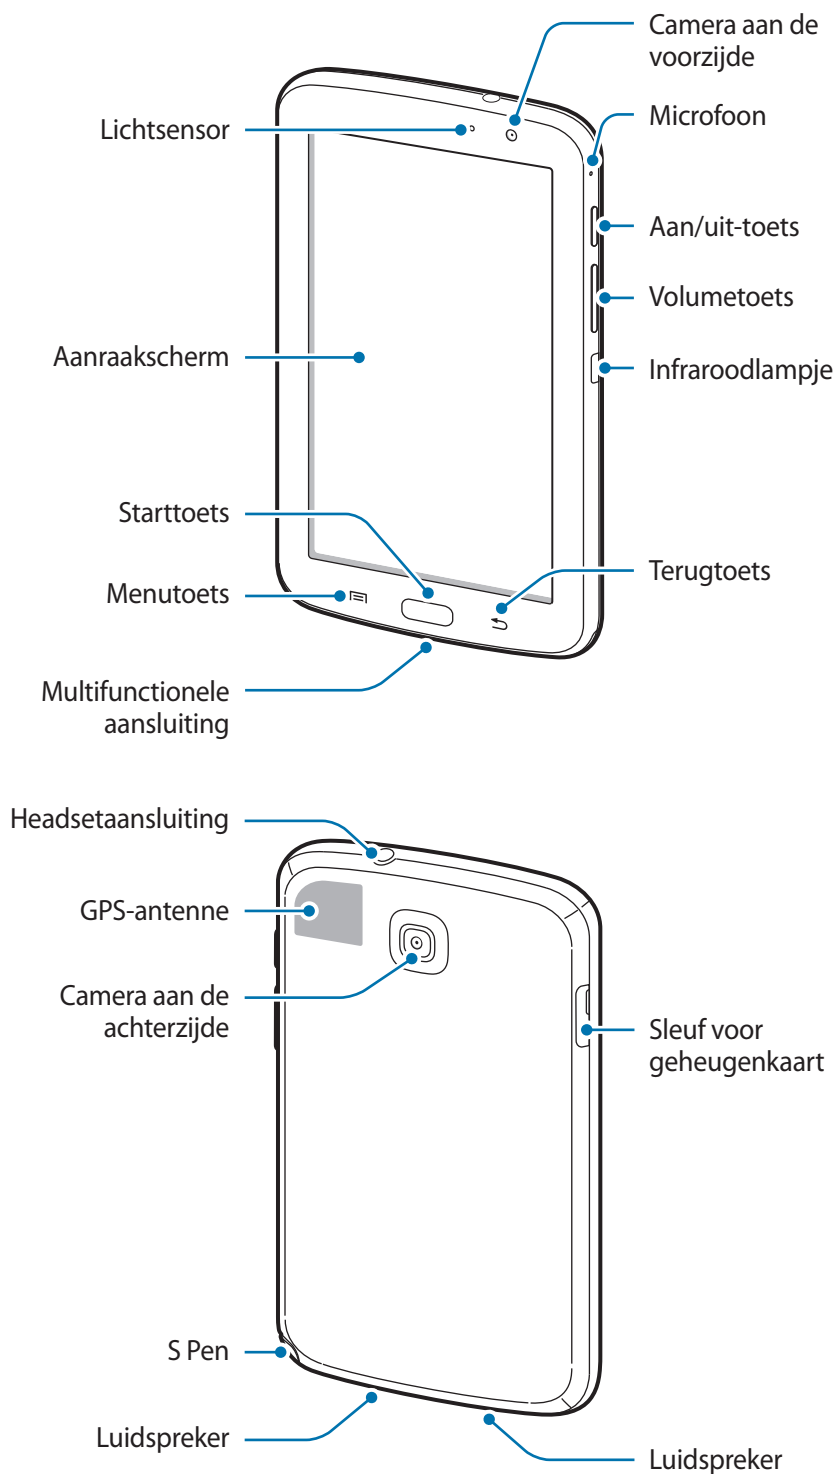 Camera aan de
voorzijde
Lichtsensor
Microfoon
Aan/uit-toets
Volumetoets
Aanraakscherm
Infraroodlampje
Starttoets
Terugtoets
Menutoets
Multifunctionele
aansluiting
Headsetaansluiting
GPS-antenne
Camera aan de
achterzijde
Sleuf voor
geheugenkaart
S Pen
Luidspreker
Luidspreker